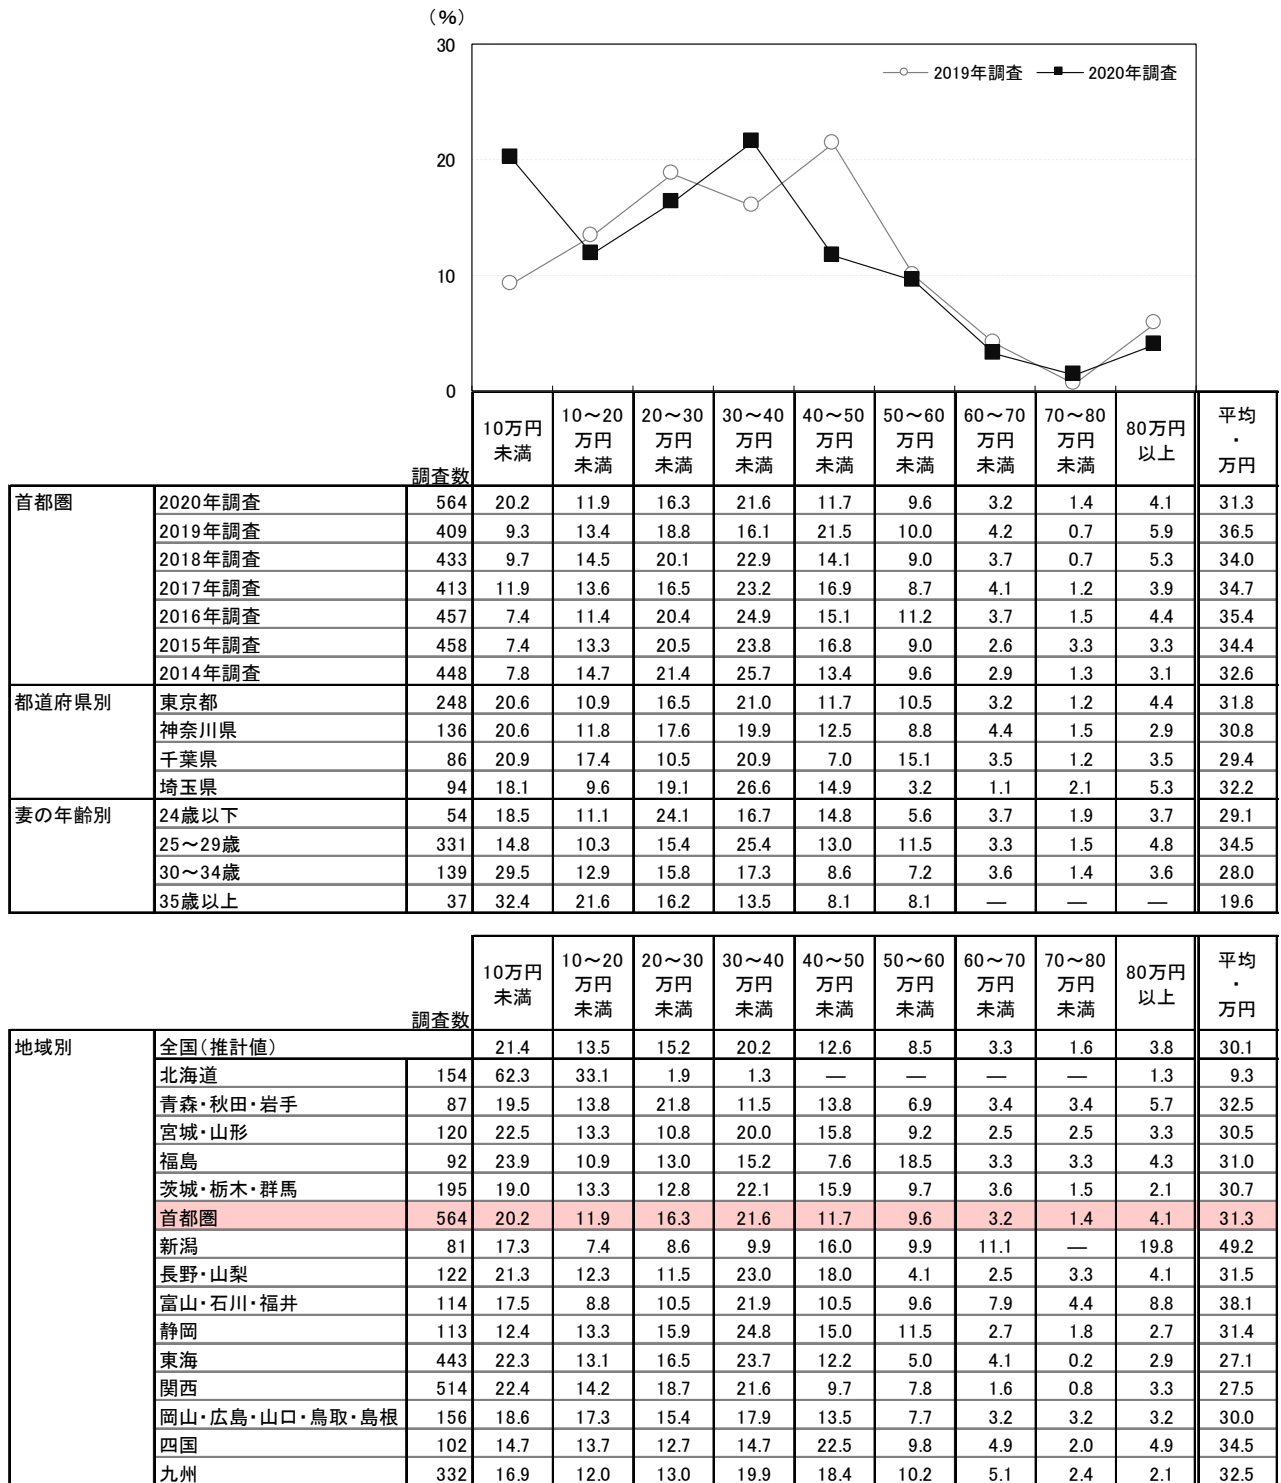 (%)
30
2019年調査 2020年調査
20
10
0
調査数 10万円未満 10～20万円未満 20～30万円未満 30～40万円未満 40～50万円未満 50～60万円未満 60～70万円未満 70～80万円未満 80万円以上 平均・万円
首都圏 2020年調査 564 20.2 11.9 16.3 21.6 11.7 9.6 3.2 1.4 4.1 31.3
2019年調査 409 9.3 13.4 18.8 16.1 21.5 10.0 4.2 0.7 5.9 36.5
2018年調査 433 9.7 14.5 20.1 22.9 14.1 9.0 3.7 0.7 5.3 34.0
2017年調査 413 11.9 13.6 16.5 23.2 16.9 8.7 4.1 1.2 3.9 34.7
2016年調査 457 7.4 11.4 20.4 24.9 15.1 11.2 3.7 1.5 4.4 35.4
2015年調査 458 7.4 13.3 20.5 23.8 16.8 9.0 2.6 3.3 3.3 34.4
2014年調査 448 7.8 14.7 21.4 25.7 13.4 9.6 2.9 1.3 3.1 32.6
都道府県別 東京都 248 20.6 10.9 16.5 21.0 11.7 10.5 3.2 1.2 4.4 31.8
神奈川県 136 20.6 11.8 17.6 19.9 12.5 8.8 4.4 1.5 2.9 30.8
千葉県 86 20.9 17.4 10.5 20.9 7.0 15.1 3.5 1.2 3.5 29.4
埼玉県 94 18.1 9.6 19.1 26.6 14.9 3.2 1.1 2.1 5.3 32.2
妻の年齢別 24歳以下 54 18.5 11.1 24.1 16.7 14.8 5.6 3.7 1.9 3.7 29.1
25～29歳 331 14.8 10.3 15.4 25.4 13.0 11.5 3.3 1.5 4.8 34.5
30～34歳 139 29.5 12.9 15.8 17.3 8.6 7.2 3.6 1.4 3.6 28.0
35歳以上 37 32.4 21.6 16.2 13.5 8.1 8.1 — — — 19.6
調査数 10万円未満 10～20万円未満 20～30万円未満 30～40万円未満 40～50万円未満 50～60万円未満 60～70万円未満 70～80万円未満 80万円以上 平均・万円
地域別 全国(推計値) 21.4 13.5 15.2 20.2 12.6 8.5 3.3 1.6 3.8 30.1
北海道 154 62.3 33.1 1.9 1.3 — — — — 1.3 9.3
青森・秋田・岩手 87 19.5 13.8 21.8 11.5 13.8 6.9 3.4 3.4 5.7 32.5
宮城・山形 120 22.5 13.3 10.8 20.0 15.8 9.2 2.5 2.5 3.3 30.5
福島 92 23.9 10.9 13.0 15.2 7.6 18.5 3.3 3.3 4.3 31.0
茨城・栃木・群馬 195 19.0 13.3 12.8 22.1 15.9 9.7 3.6 1.5 2.1 30.7
首都圏 564 20.2 11.9 16.3 21.6 11.7 9.6 3.2 1.4 4.1 31.3
新潟 81 17.3 7.4 8.6 9.9 16.0 9.9 11.1 — 19.8 49.2
長野・山梨 122 21.3 12.3 11.5 23.0 18.0 4.1 2.5 3.3 4.1 31.5
富山・石川・福井 114 17.5 8.8 10.5 21.9 10.5 9.6 7.9 4.4 8.8 38.1
静岡 113 12.4 13.3 15.9 24.8 15.0 11.5 2.7 1.8 2.7 31.4
東海 443 22.3 13.1 16.5 23.7 12.2 5.0 4.1 0.2 2.9 27.1
関西 514 22.4 14.2 18.7 21.6 9.7 7.8 1.6 0.8 3.3 27.5
岡山・広島・山口・鳥取・島根 156 18.6 17.3 15.4 17.9 13.5 7.7 3.2 3.2 3.2 30.0
四国 102 14.7 13.7 12.7 14.7 22.5 9.8 4.9 2.0 4.9 34.5
九州 332 16.9 12.0 13.0 19.9 18.4 10.2 5.1 2.4 2.1 32.5